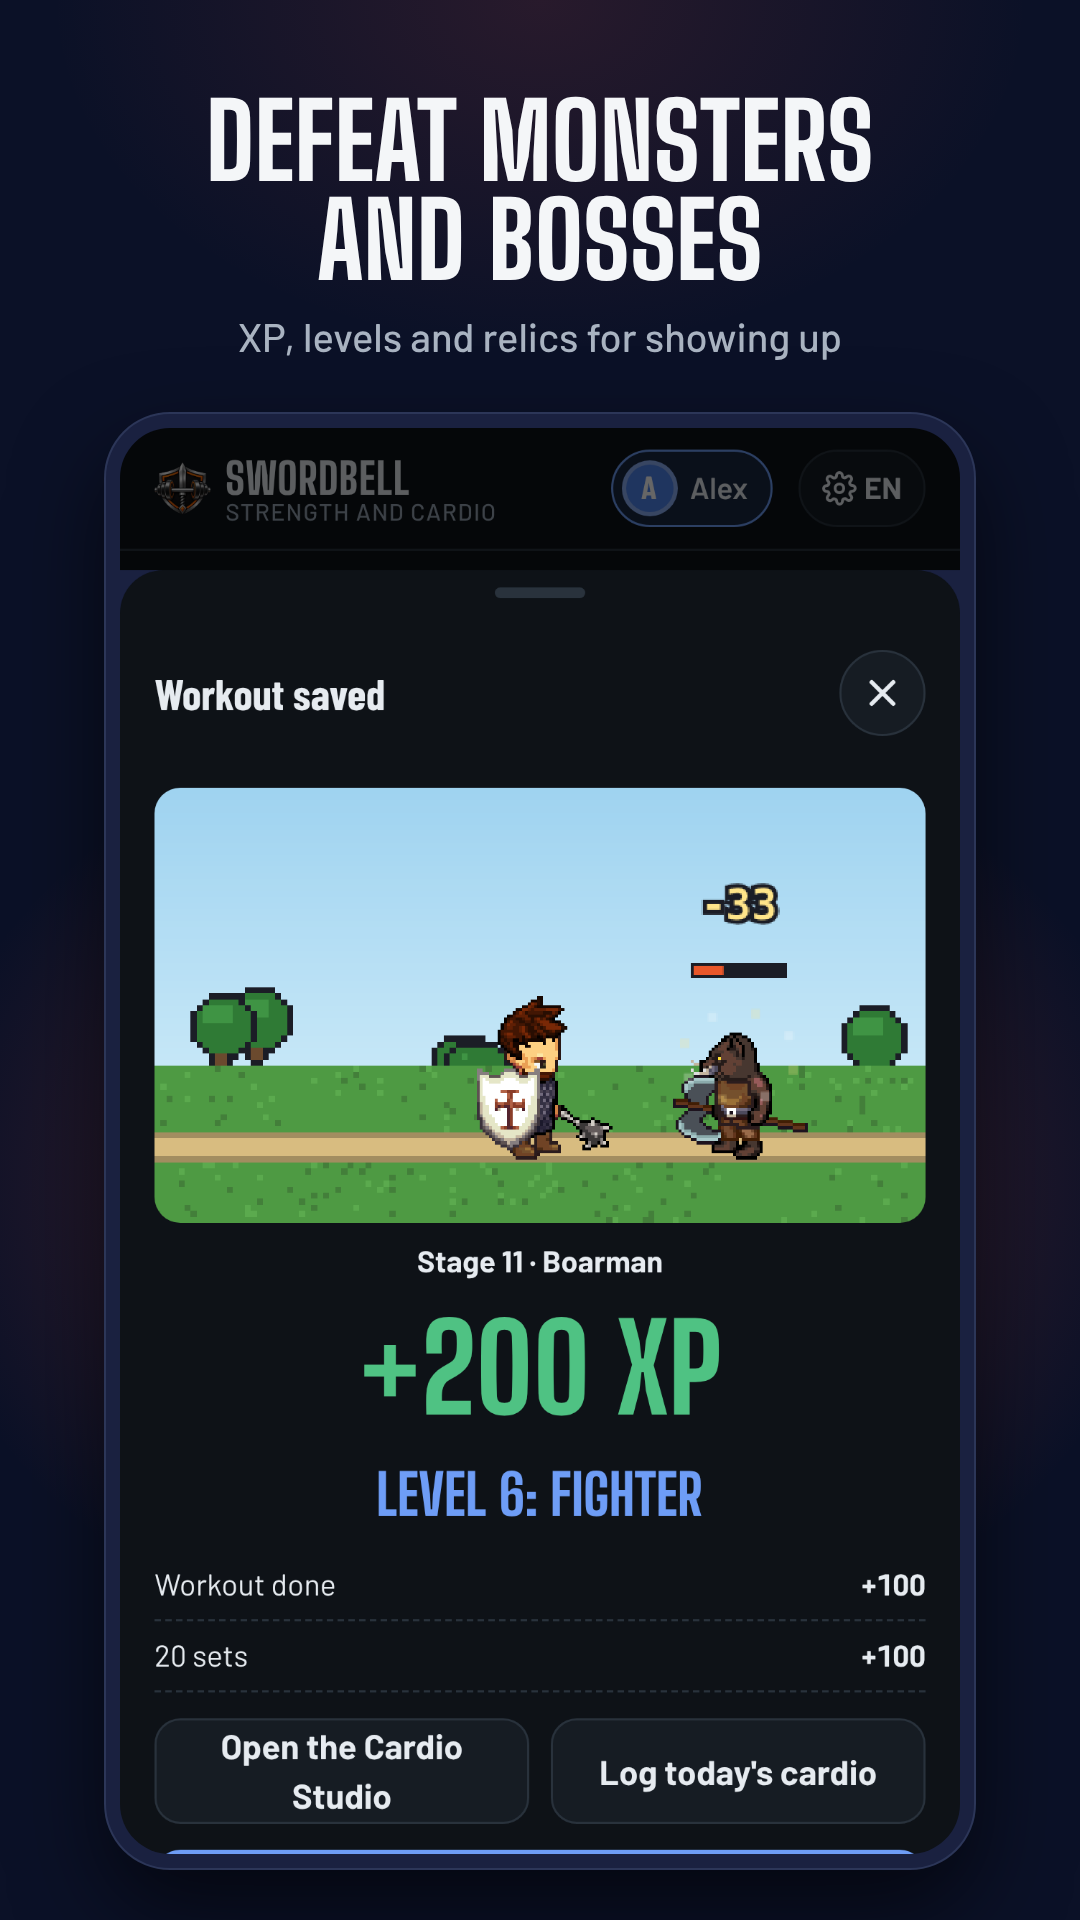 DEFEAT MONSTERS
AND BOSSES
XP, levels and relics for showing up
SWORDBELL
STRENGTH AND CARDIO
A Alex
EN
Workout saved
-33
Stage 11 · Boarman
+200 XP
LEVEL 6: FIGHTER
Workout done +100
20 sets +100
Open the Cardio
Studio
Log today's cardio